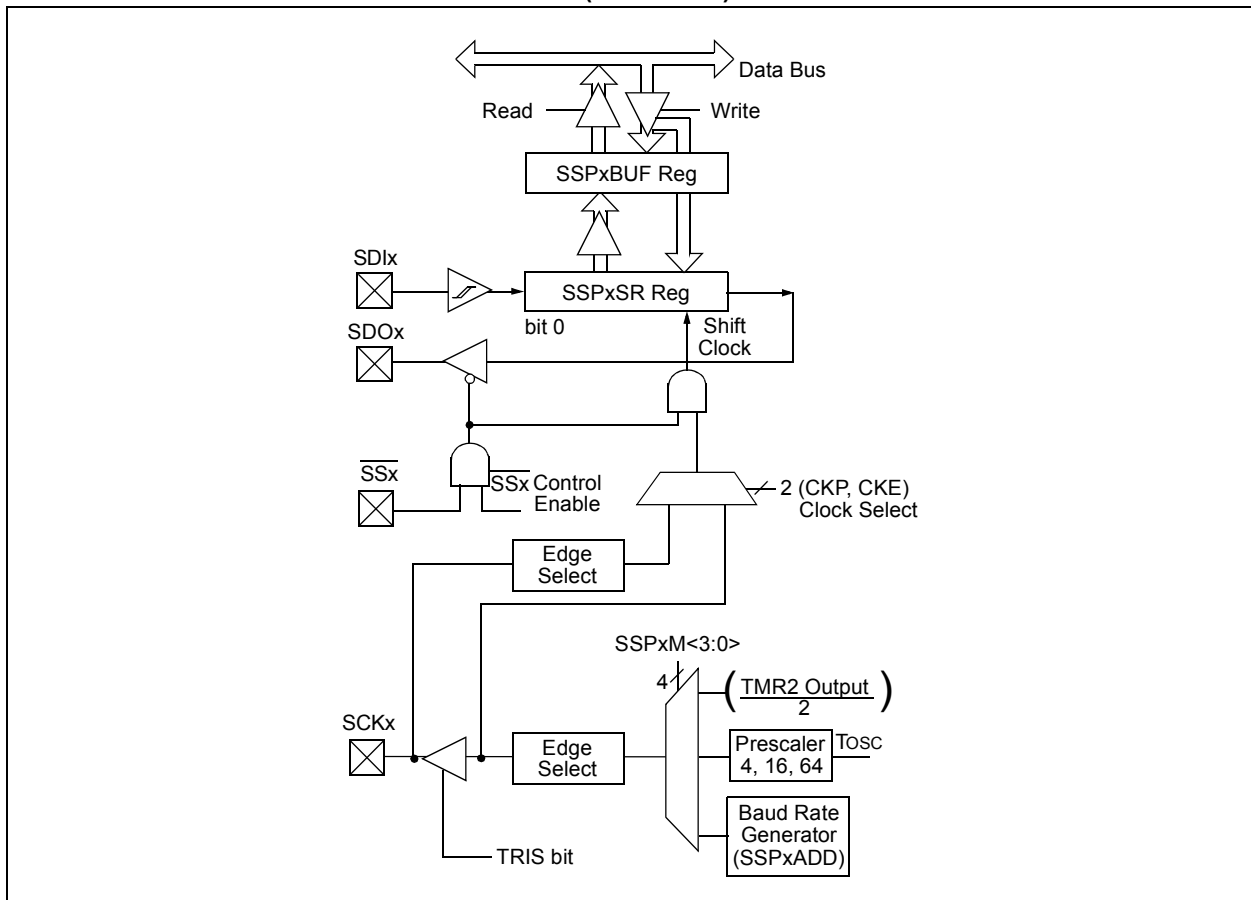 Data Bus
Read
Write
SSPxBUF Reg
SDIx
SSPxSR Reg
SDOx
bit 0
Shift
Clock
SSx
SSx Control
Enable
2 (CKP, CKE)
Clock Select
Edge
Select
SSPxM<3:0>
4
(TMR2 Output
2)
SCKx
Edge
Select
Prescaler
4, 16, 64
TOSC
Baud Rate
Generator
(SSPxADD)
TRIS bit